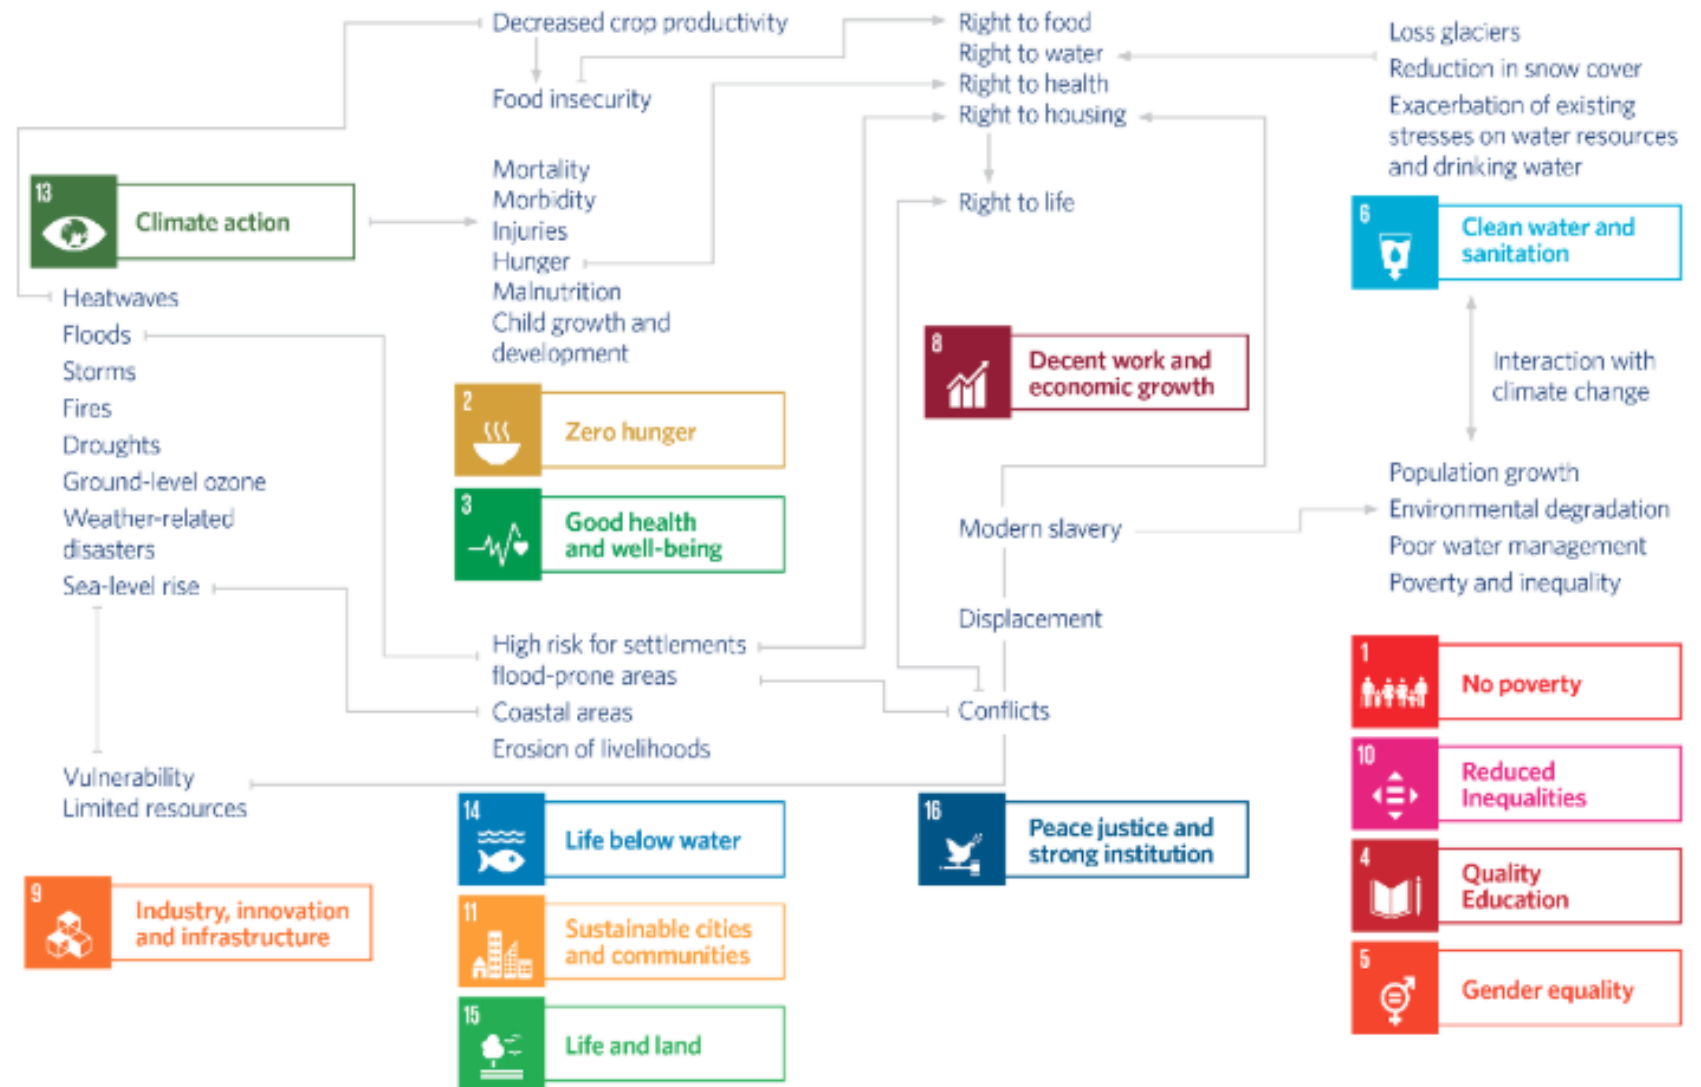 Decreased crop productivity
Food insecurity
Mortality
Morbidity
Injuries
Hunger
Malnutrition
Child growth and
development
13
Climate action
Heatwaves
Floods
Storms
Fires
Droughts
Ground-level ozone
Weather-related
disasters
Sea-level rise
Vulnerability
Limited resources
9
Industry, innovation
and infrastructure
2
Zero hunger
3
Good health
and well-being
High risk for settlements
flood-prone areas
Coastal areas
Erosion of livelihoods
14
Life below water
11
Sustainable cities
and communities
15
Life and land
Right to food
Right to water
Right to health
Right to housing
Right to life
8
Decent work and
economic growth
Modern slavery
Displacement
Conflicts
16
Peace justice and
strong institution
Loss glaciers
Reduction in snow cover
Exacerbation of existing
stresses on water resources
and drinking water
6
Clean water and
sanitation
Interaction with
climate change
Population growth
Environmental degradation
Poor water management
Poverty and inequality
1
No poverty
10
Reduced
Inequalities
4
Quality
Education
5
Gender equality